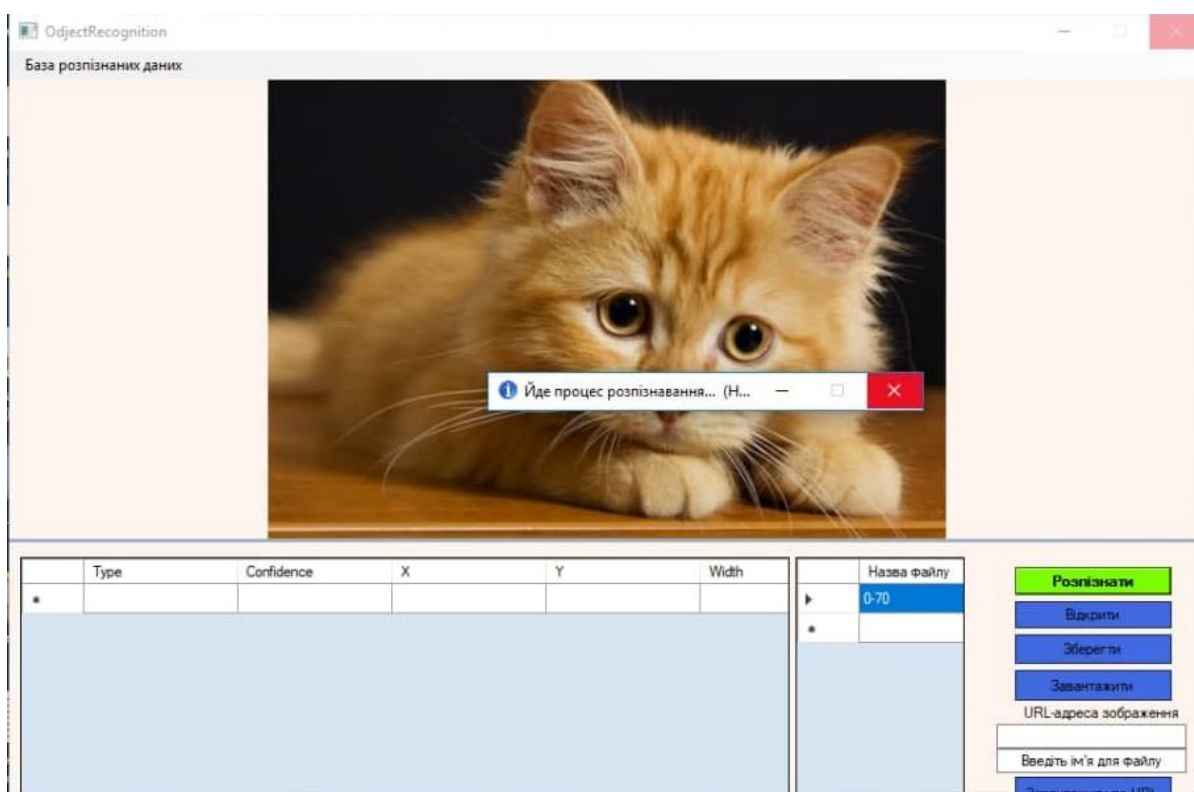 OdjectRecognition
База розпізнаних даних
Йде процес розпізнавання... (Н...
Type Confidence X Y Width
Назва файлу
0-70
Розпізнати
Відкрити
Зберегти
Завантажити
URL-адреса зображення
Введіть ім'я для файлу